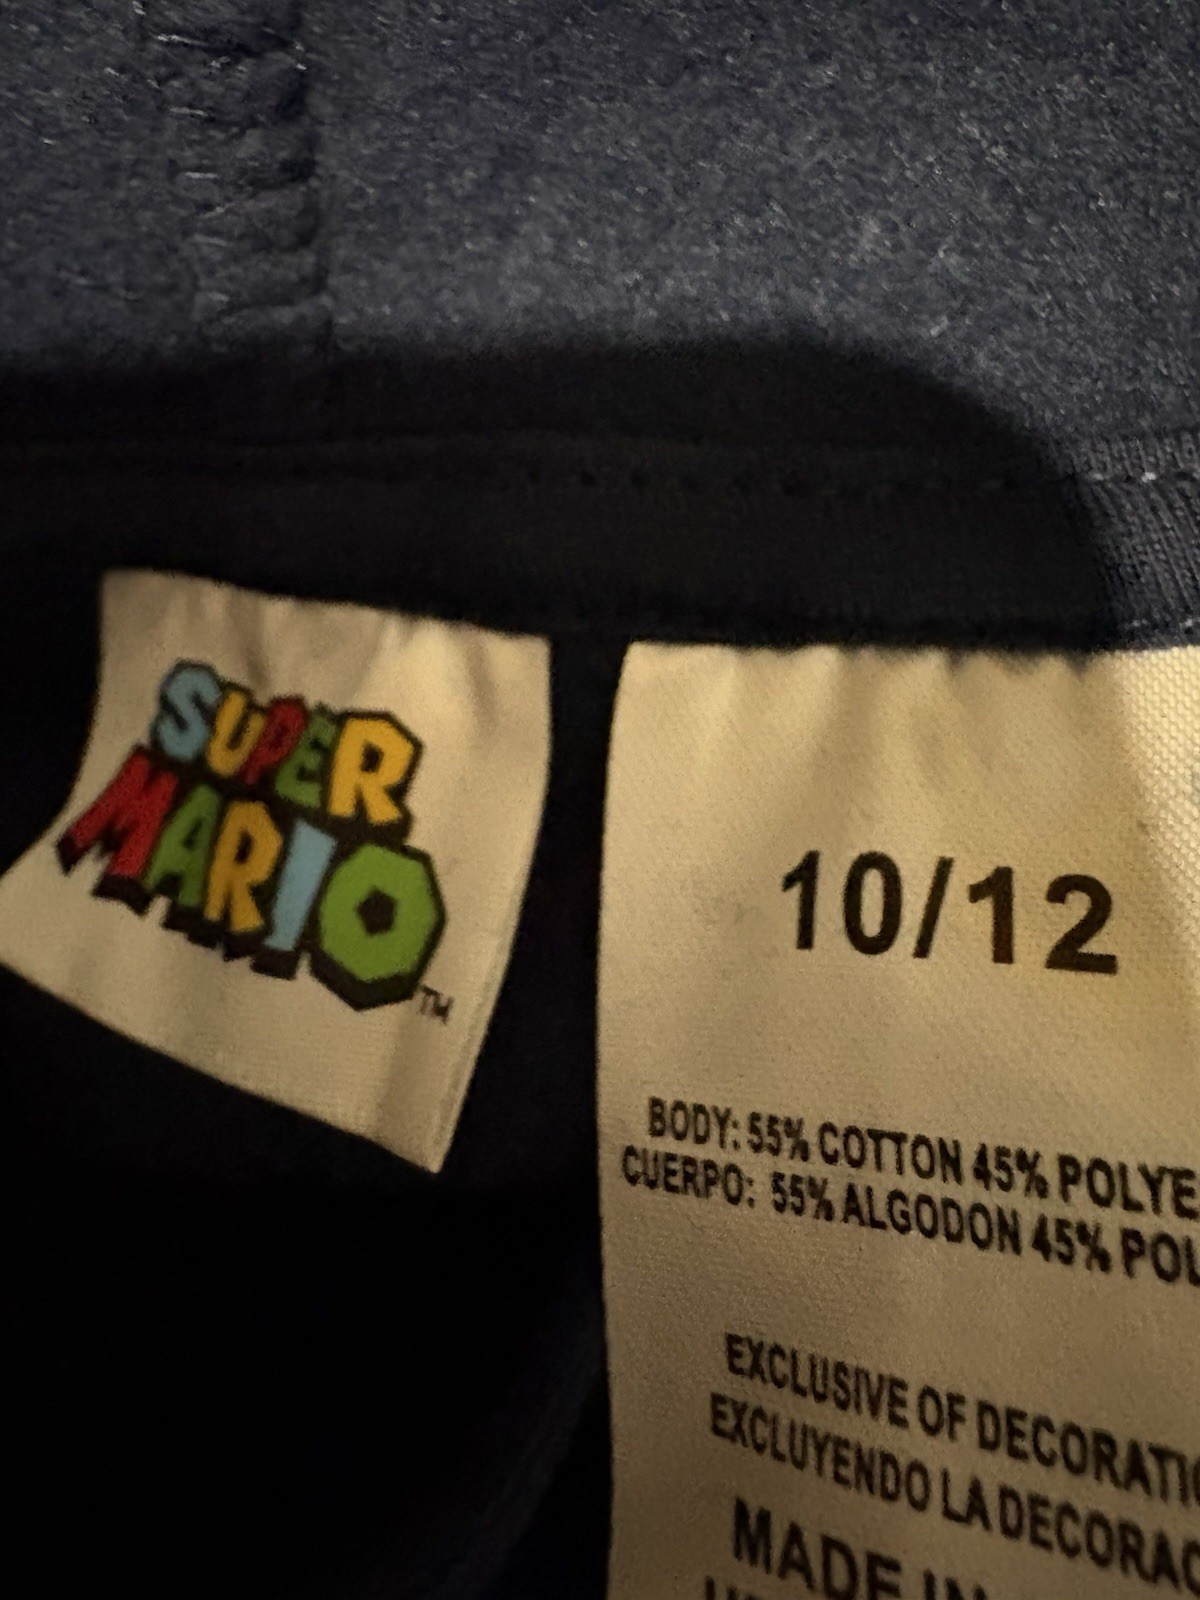 SUPER
MARIO
TM
10/12
BODY: 55% COTTON 45% POLYE
CUERPO: 55% ALGODON 45% POL
EXCLUSIVE OF DECORATIO
EXCLUYENDO LA DECORAC
MADE IN